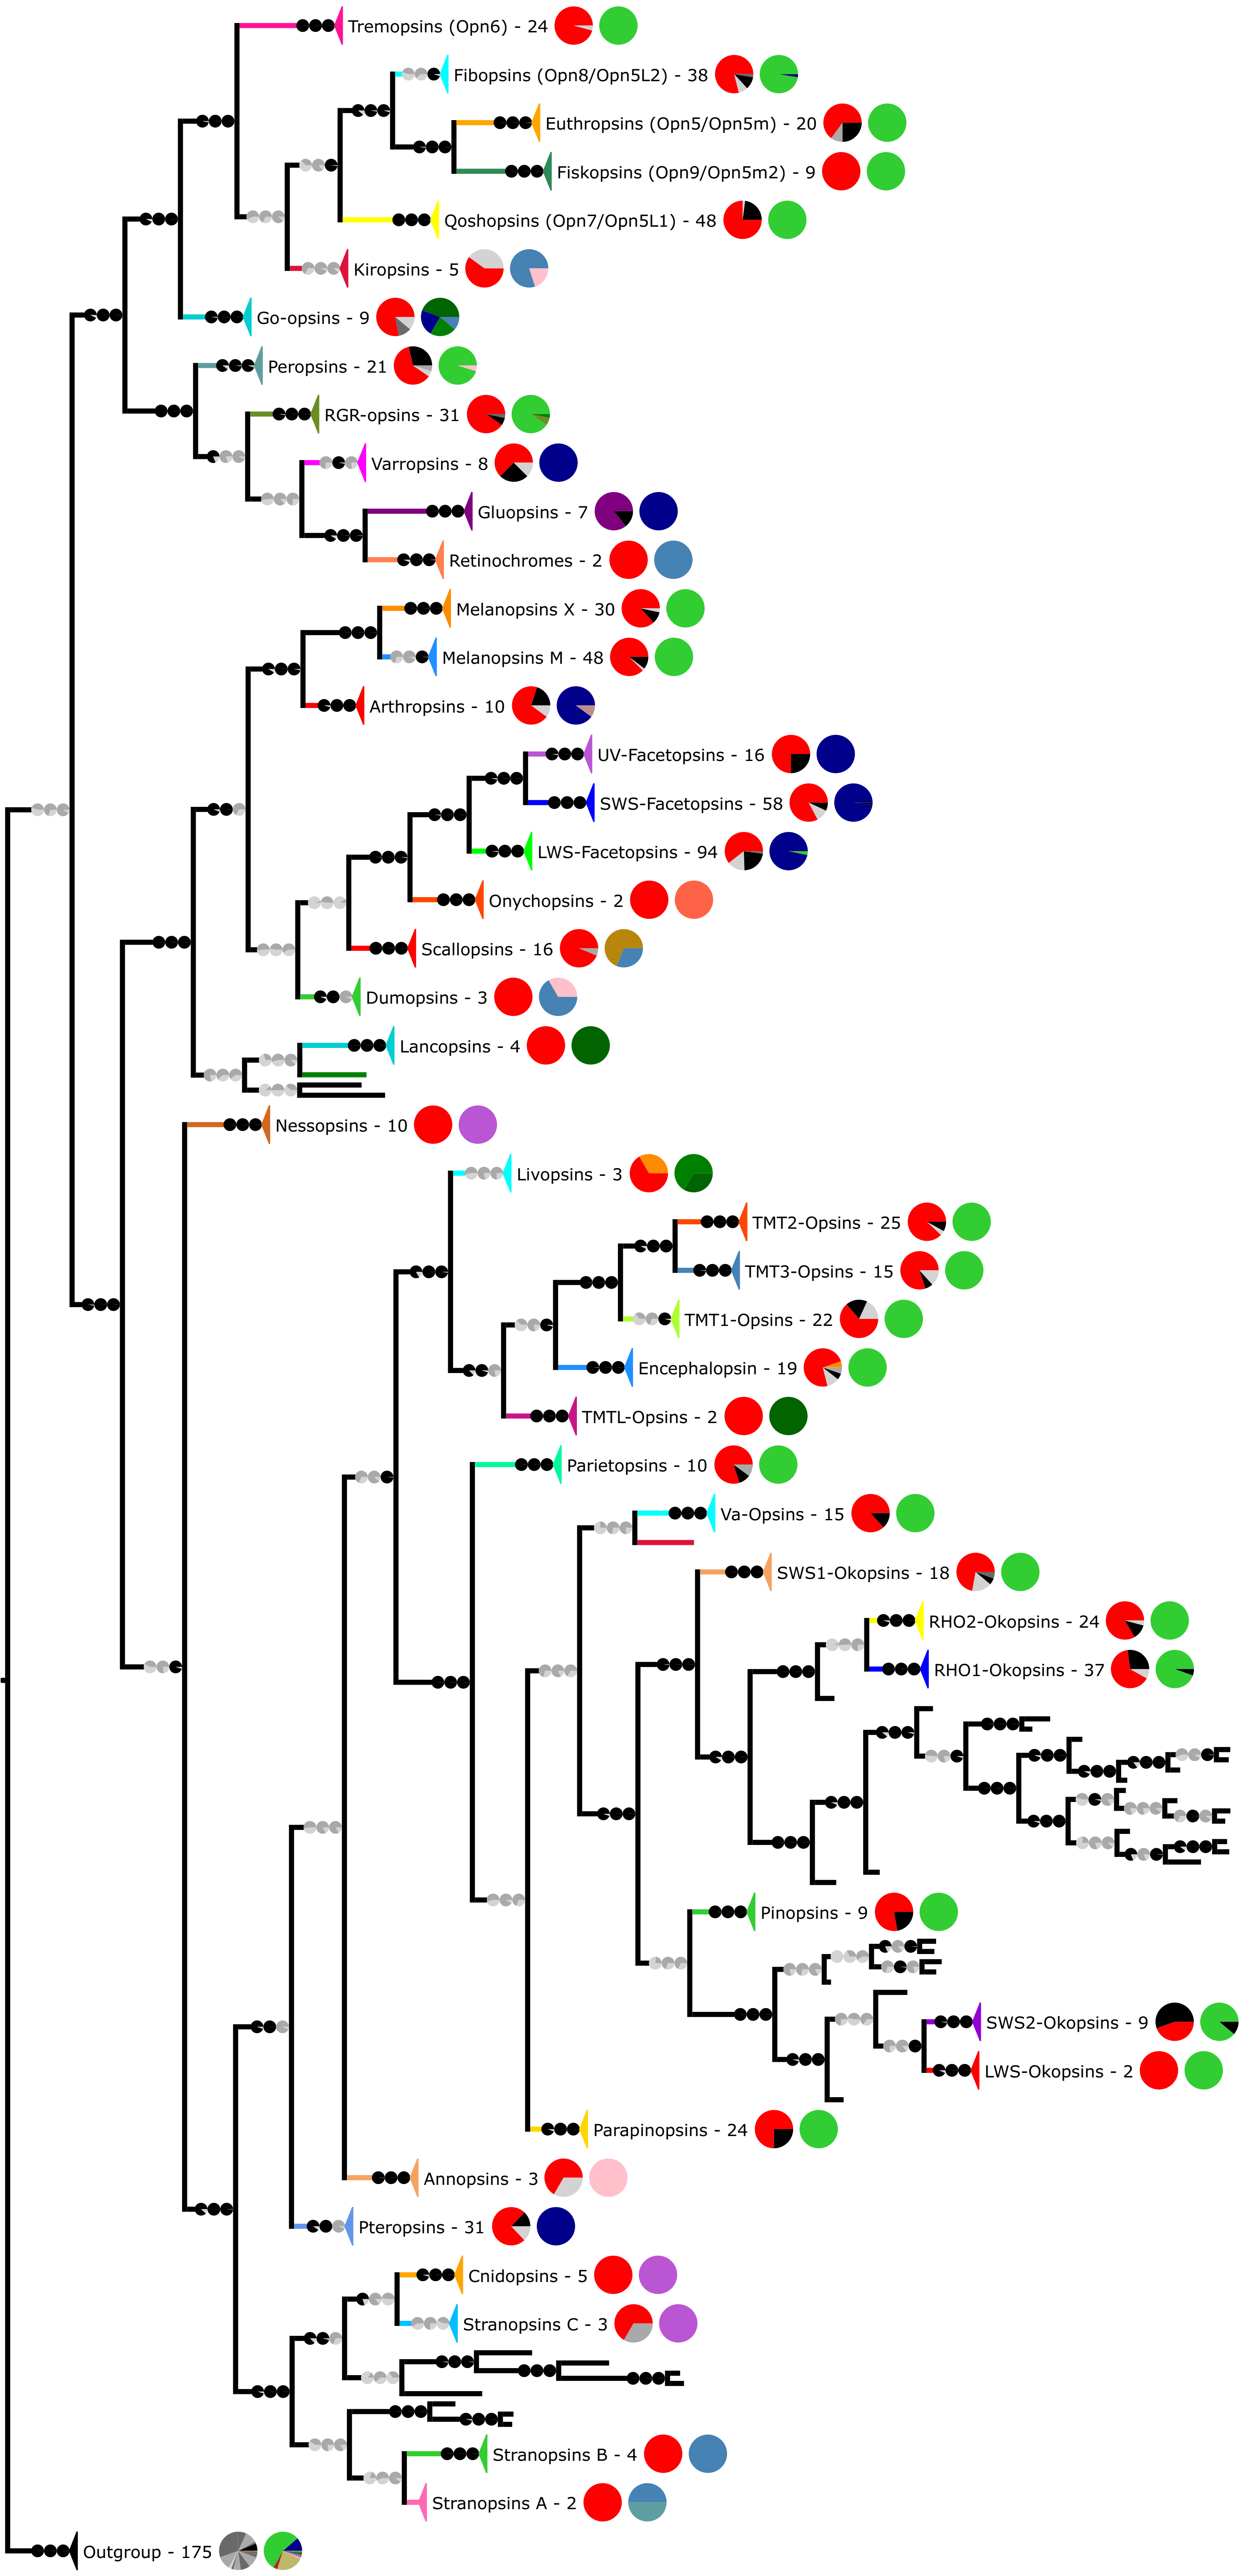 Tremopsins (Opn6) - 24
Fibopsins (Opn8/Opn5L2) - 38
Euthropsins (Opn5/Opn5m) - 20
Fiskopsins (Opn9/Opn5m2) - 9
Qoshopsins (Opn7/Opn5L1) - 48
Kiropsins - 5
Go-opsins - 9
Peropsins - 21
RGR-opsins - 31
Varropsins - 8
Gluopsins - 7
Retinochromes - 2
Melanopsins X - 30
Melanopsins M - 48
Arthropsins - 10
UV-Facetopsins - 16
SWS-Facetopsins - 58
LWS-Facetopsins - 94
Onychopsins - 2
Scallopsins - 16
Dumopsins - 3
Lancopsins - 4
Nessopsins - 10
Livopsins - 3
TMT2-Opsins - 25
TMT3-Opsins - 15
TMT1-Opsins - 22
Encephalopsin - 19
TMTL-Opsins - 2
Parietopsins - 10
Va-Opsins - 15
SWS1-Okopsins - 18
RHO2-Okopsins - 24
RHO1-Okopsins - 37
Pinopsins - 9
SWS2-Okopsins - 9
LWS-Okopsins - 2
Parapinopsins - 24
Annopsins - 3
Pteropsins - 31
Cnidopsins - 5
Stranopsins C - 3
Stranopsins B - 4
Stranopsins A - 2
Outgroup - 175